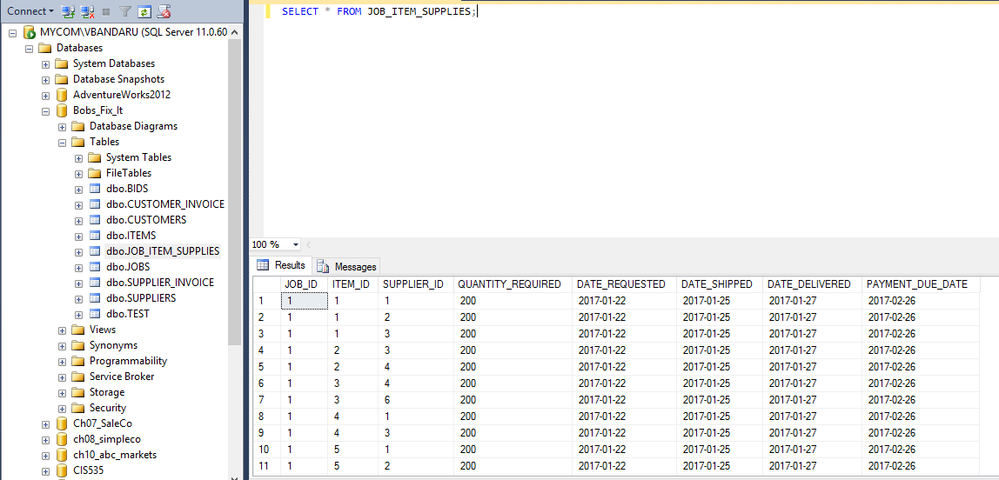 Connect
SELECT * FROM JOB_ITEM_SUPPLIES;
MYCOM\VBANDARU (SQL Server 11.0.60
Databases
System Databases
Database Snapshots
AdventureWorks2012
Bobs_Fix_It
Database Diagrams
Tables
System Tables
FileTables
dbo.BIDS
dbo.CUSTOMER_INVOICE
dbo.CUSTOMERS
dbo.ITEMS
dbo.JOB_ITEM_SUPPLIES
dbo.JOBS
dbo.SUPPLIER_INVOICE
dbo.SUPPLIERS
dbo.TEST
Views
Synonyms
Programmability
Service Broker
Storage
Security
Ch07_SaleCo
ch08_simpleco
ch10_abc_markets
CIS535
100 %
Results Messages
JOB_ID ITEM_ID SUPPLIER_ID QUANTITY_REQUIRED DATE_REQUESTED DATE_SHIPPED DATE_DELIVERED PAYMENT_DUE_DATE
1 1 1 1 200 2017-01-22 2017-01-25 2017-01-27 2017-02-26
2 1 1 2 200 2017-01-22 2017-01-25 2017-01-27 2017-02-26
3 1 1 3 200 2017-01-22 2017-01-25 2017-01-27 2017-02-26
4 1 2 3 200 2017-01-22 2017-01-25 2017-01-27 2017-02-26
5 1 2 4 200 2017-01-22 2017-01-25 2017-01-27 2017-02-26
6 1 3 4 200 2017-01-22 2017-01-25 2017-01-27 2017-02-26
7 1 3 6 200 2017-01-22 2017-01-25 2017-01-27 2017-02-26
8 1 4 1 200 2017-01-22 2017-01-25 2017-01-27 2017-02-26
9 1 4 3 200 2017-01-22 2017-01-25 2017-01-27 2017-02-26
10 1 5 1 200 2017-01-22 2017-01-25 2017-01-27 2017-02-26
11 1 5 2 200 2017-01-22 2017-01-25 2017-01-27 2017-02-26